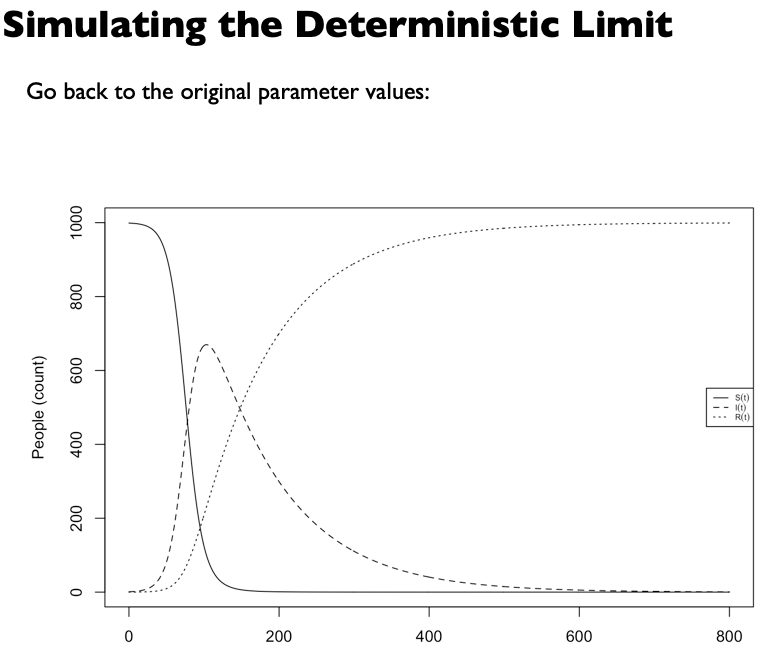 Simulating the Deterministic Limit
Go back to the original parameter values:
People (count)
1000
800
600
400
200
0
S(t)
I(t)
R(t)
0 200 400 600 800